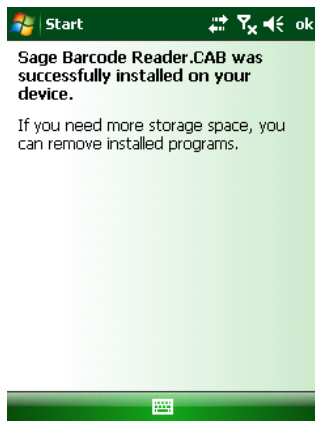 Start ok
Sage Barcode Reader.CAB was
successfully installed on your
device.
If you need more storage space, you
can remove installed programs.